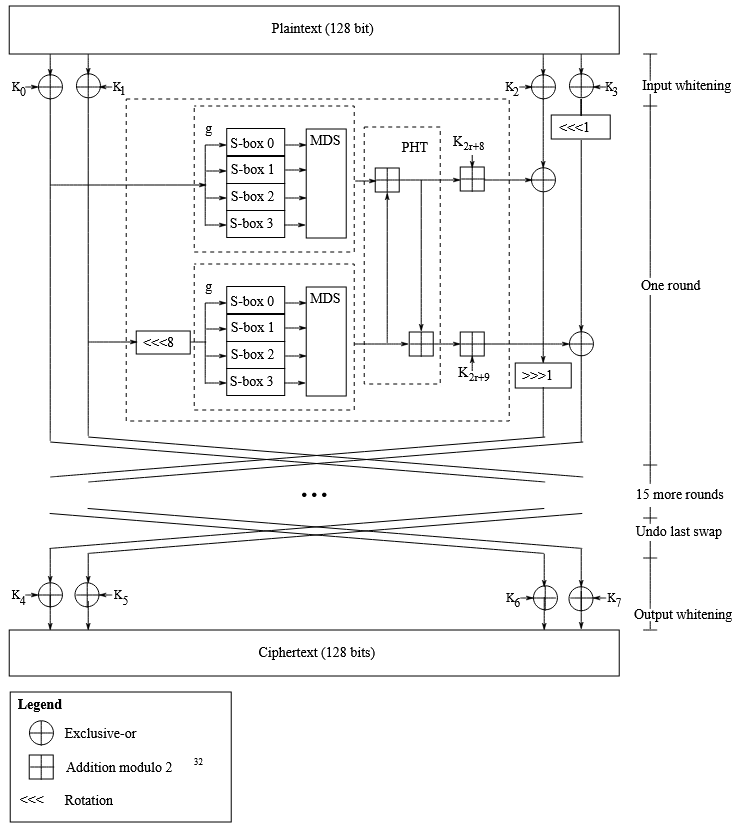 Plaintext (128 bit)
K0 K1 K2 K3 Input whitening
<<<1
g
S-box 0 MDS
S-box 1
S-box 2
S-box 3
PHT
K2r+8
One round
g
S-box 0 MDS
S-box 1
S-box 2
S-box 3
<<<8
K2r+9
>>>1
...
15 more rounds
Undo last swap
K4 K5 K6 K7
Output whitening
Ciphertext (128 bits)
Legend
Exclusive-or
Addition modulo 2 32
<<< Rotation